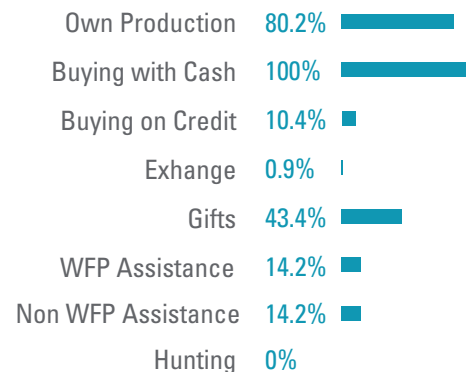 Own Production 80.2%
Buying with Cash 100%
Buying on Credit 10.4%
Exhange 0.9%
Gifts 43.4%
WFP Assistance 14.2%
Non WFP Assistance 14.2%
Hunting 0%